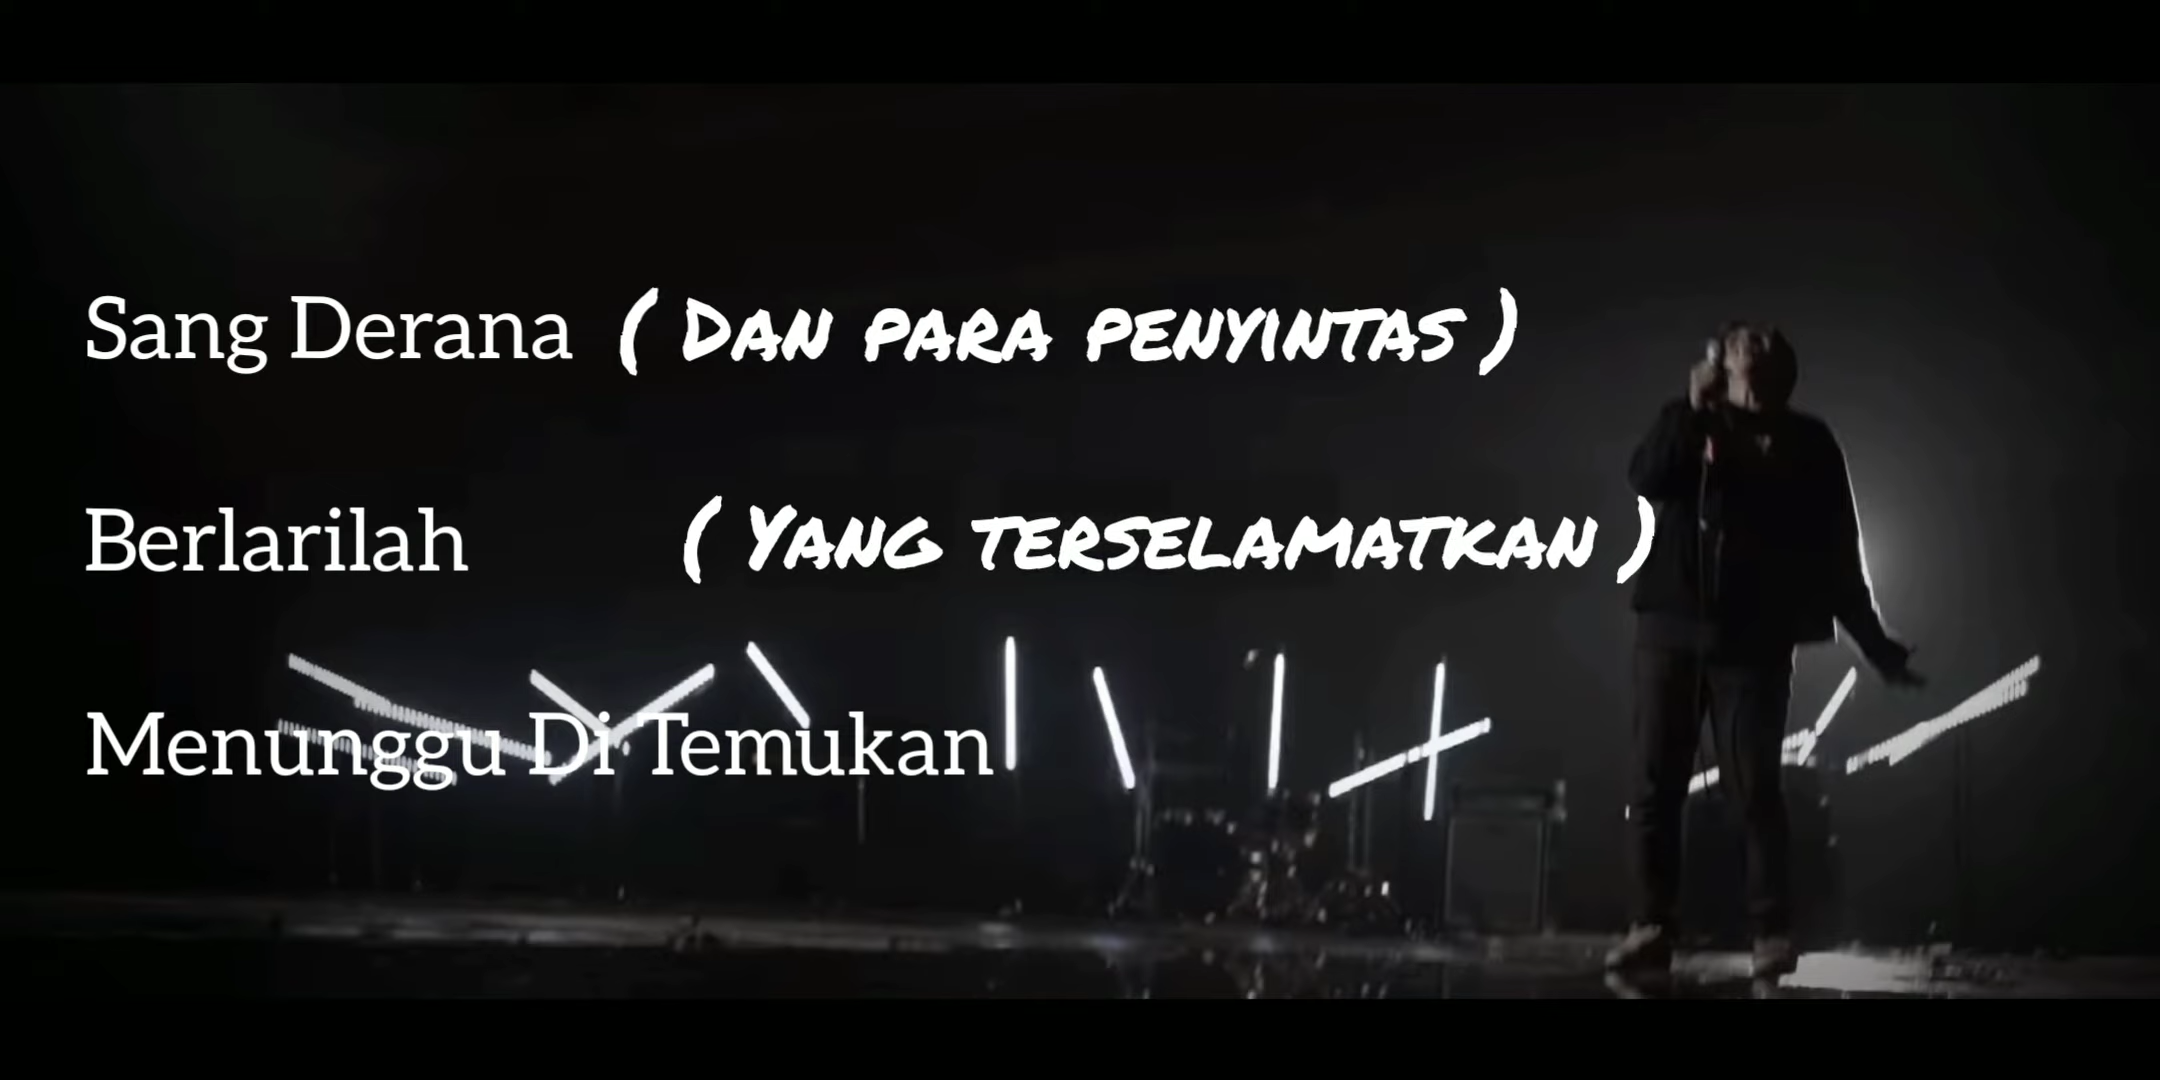 Sang Derana ( Dan para penyintas )
Berlarilah ( Yang terselamatkan )
Menunggu Di Temukan